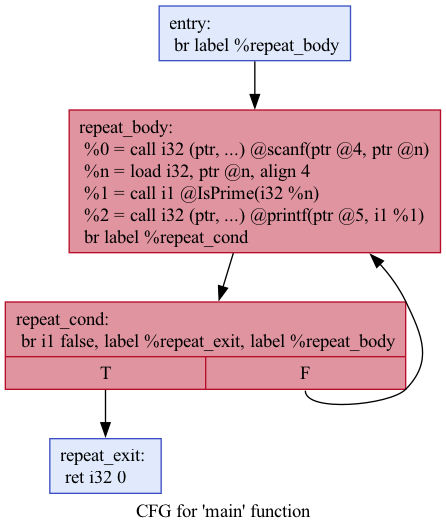 entry:
br label %repeat_body
repeat_body:
%0 = call i32 (ptr, ...) @scanf(ptr @4, ptr @n)
%n = load i32, ptr @n, align 4
%1 = call i1 @IsPrime(i32 %n)
%2 = call i32 (ptr, ...) @printf(ptr @5, i1 %1)
br label %repeat_cond
repeat_cond:
br i1 false, label %repeat_exit, label %repeat_body
T F
repeat_exit:
ret i32 0
CFG for 'main' function